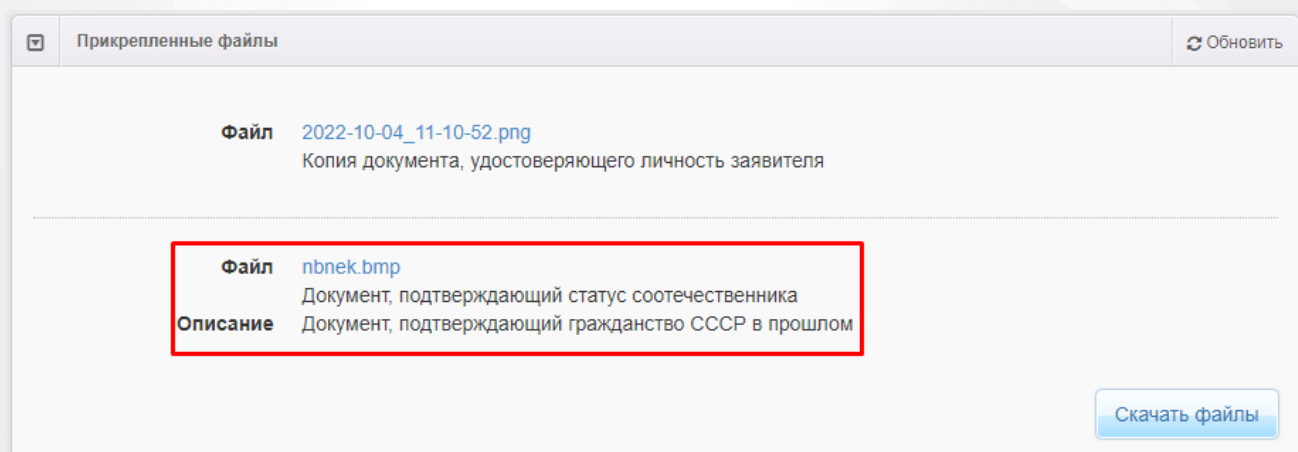 Прикрепленные файлы
Обновить
Файл 2022-10-04_11-10-52.png
Копия документа, удостоверяющего личность заявителя
Файл nbnek.bmp
Документ, подтверждающий статус соотечественника
Описание Документ, подтверждающий гражданство СССР в прошлом
Скачать файлы